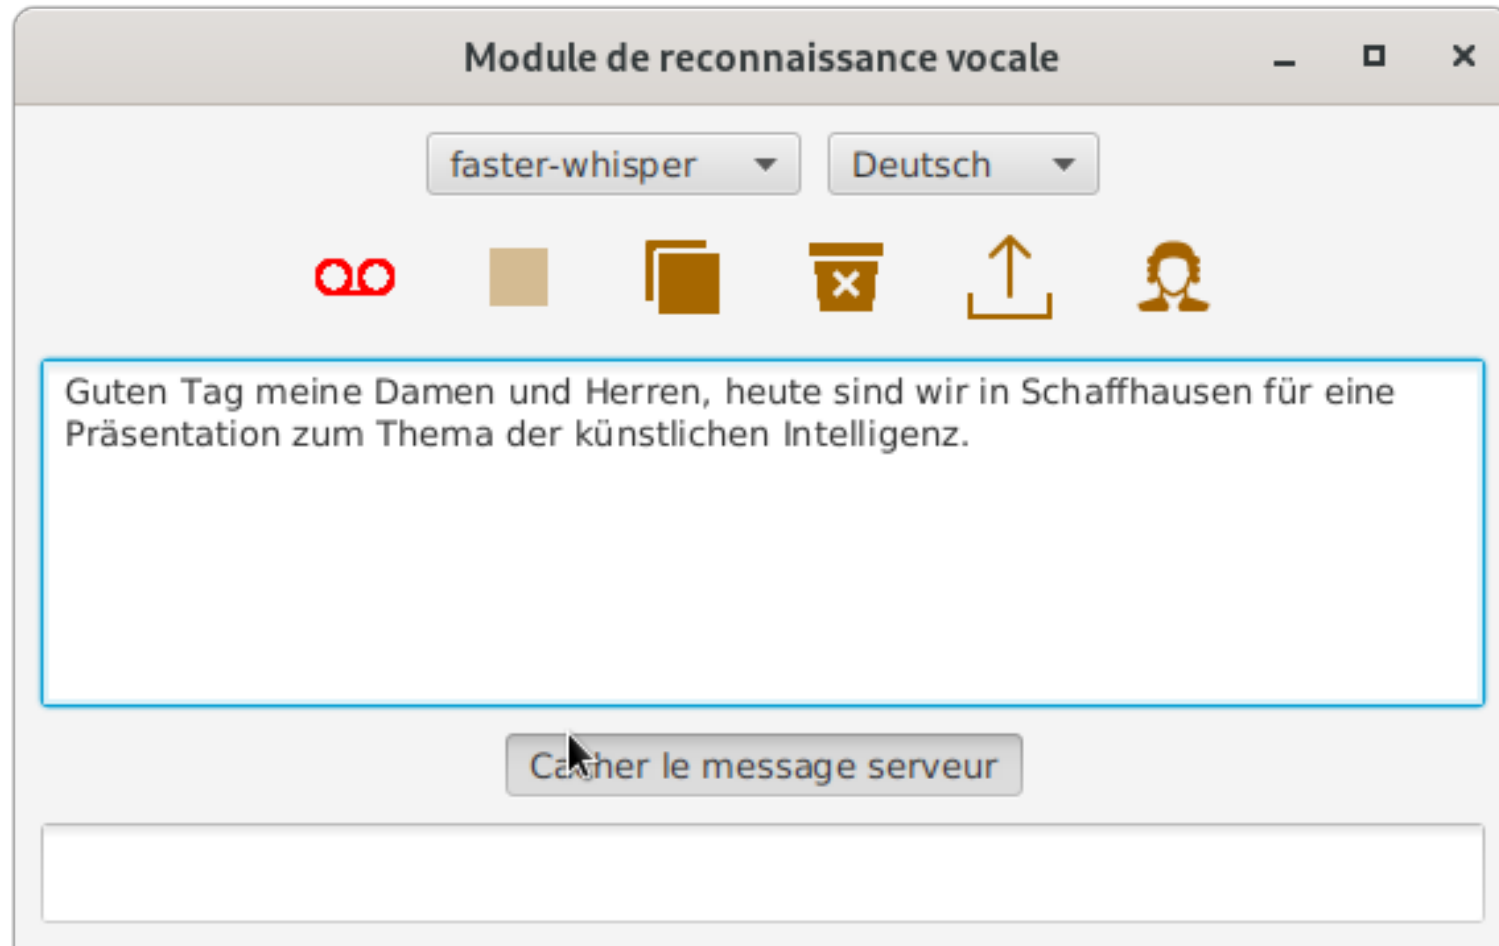 Module de reconnaissance vocale
faster-whisper Deutsch
Guten Tag meine Damen und Herren, heute sind wir in Schaffhausen für eine
Präsentation zum Thema der künstlichen Intelligenz.
Cacher le message serveur